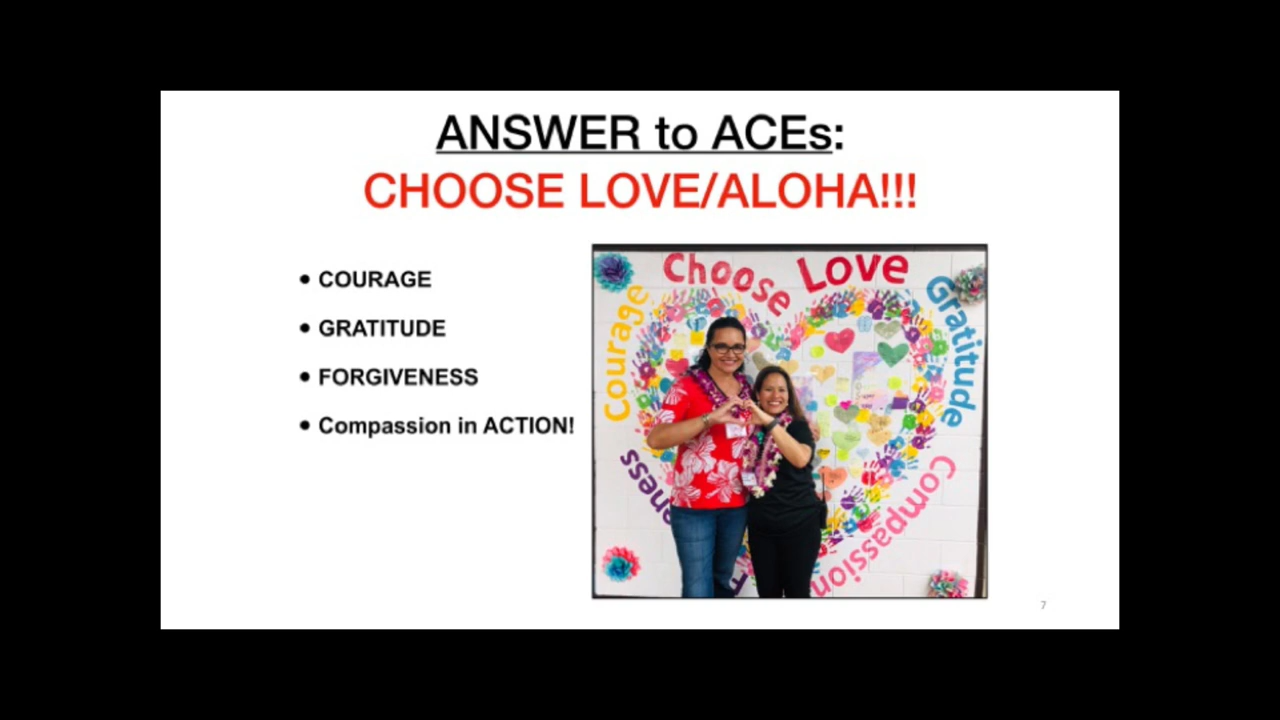 ANSWER to ACEs:
CHOOSE LOVE/ALOHA!!!
• COURAGE
• GRATITUDE
• FORGIVENESS
• Compassion in ACTION!
Choose Love
Courage
Gratitude
Compassion
7